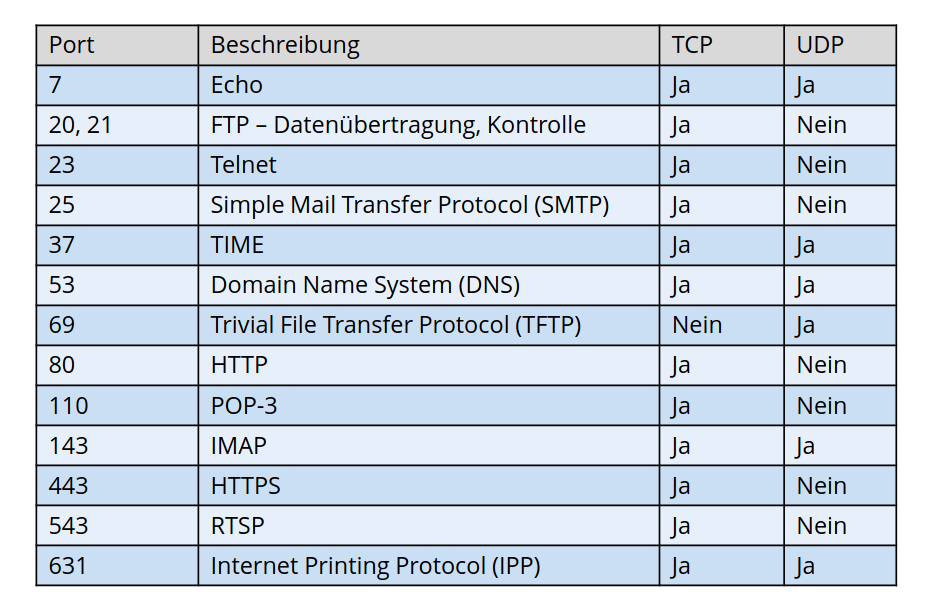 Port Beschreibung TCP UDP
7 Echo Ja Ja
20, 21 FTP – Datenübertragung, Kontrolle Ja Nein
23 Telnet Ja Nein
25 Simple Mail Transfer Protocol (SMTP) Ja Nein
37 TIME Ja Ja
53 Domain Name System (DNS) Ja Ja
69 Trivial File Transfer Protocol (TFTP) Nein Ja
80 HTTP Ja Nein
110 POP-3 Ja Nein
143 IMAP Ja Ja
443 HTTPS Ja Nein
543 RTSP Ja Nein
631 Internet Printing Protocol (IPP) Ja Ja